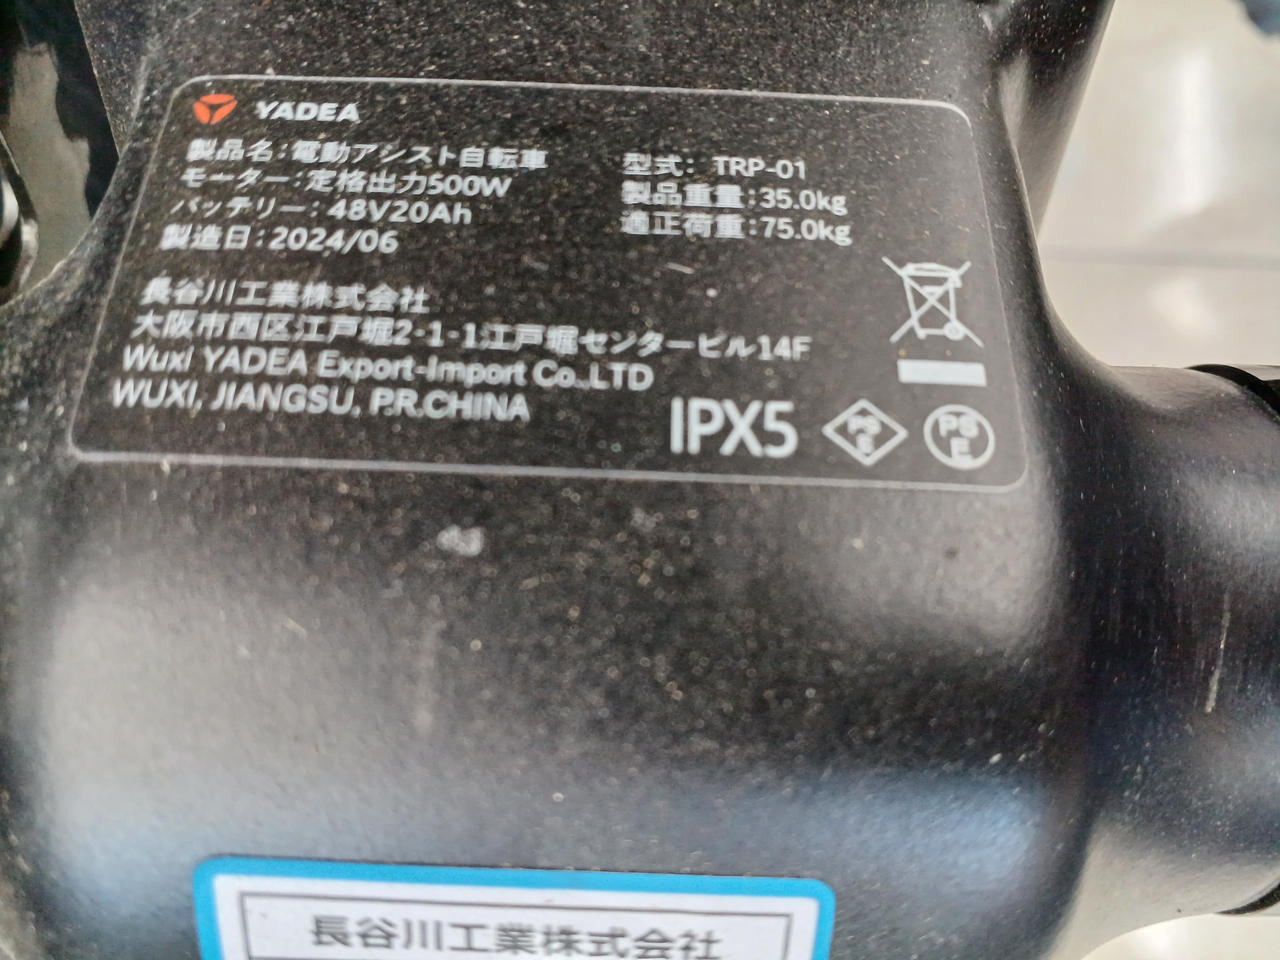 YADEA
製品名：電動アシスト自転車
モーター：定格出力500W
バッテリー：48V20Ah
製造日：2024/06
型式： TRP-01
製品重量：35.0kg
適正荷重：75.0kg
長谷川工業株式会社
大阪市西区江戸堀2-1-1江戸堀センタービル14F
Wuxi YADEA Export-Import Co.,LTD
WUXI, JIANGSU, P.R.CHINA
IPX5
PS
E
PS
E
長谷川工業株式会社